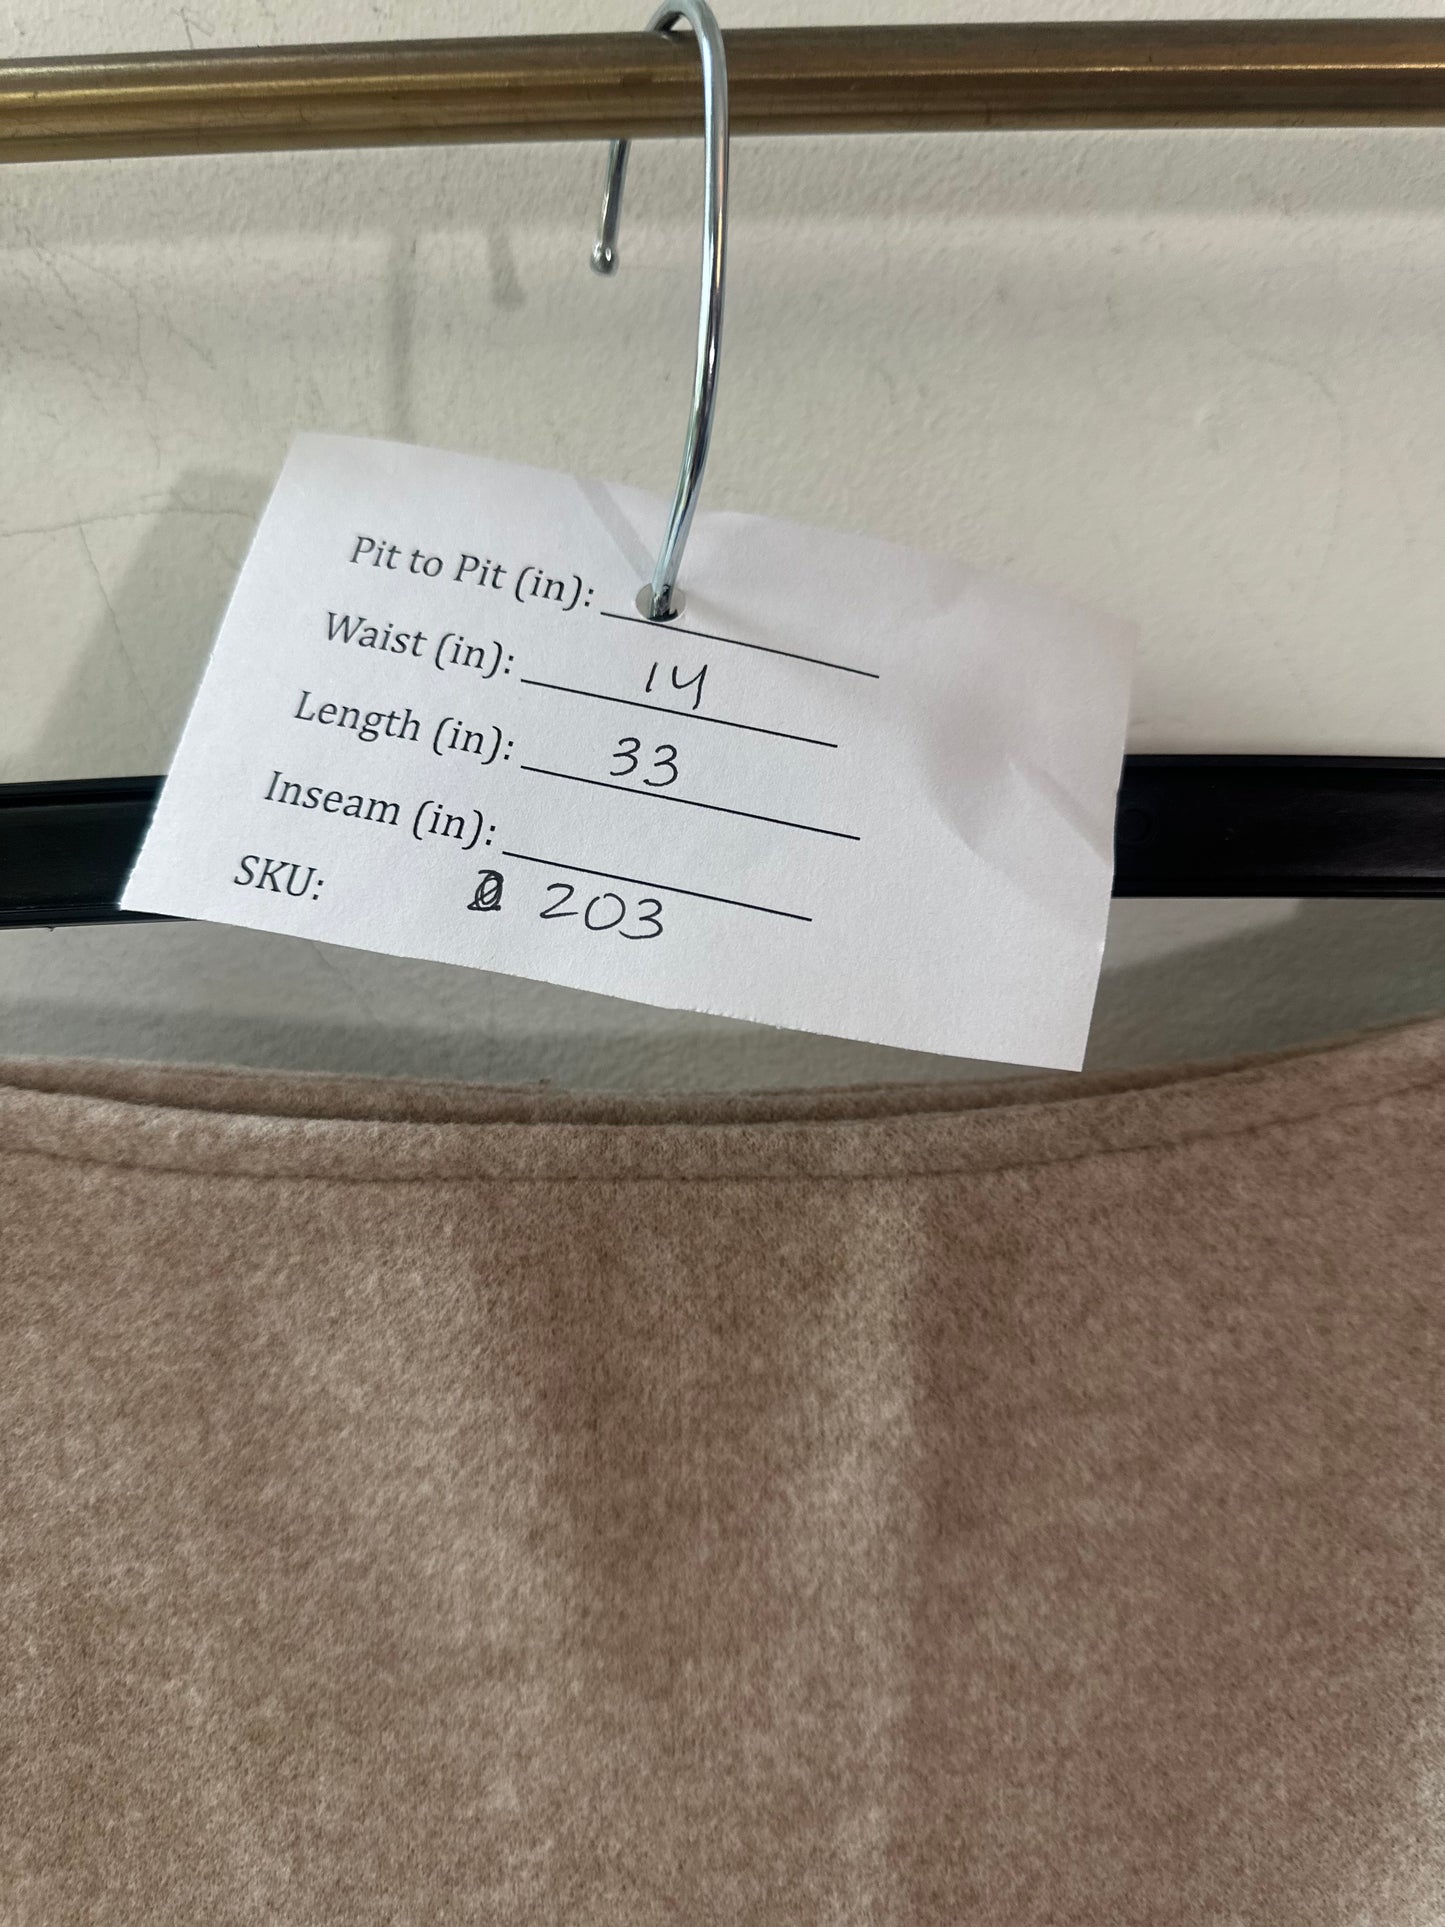 Pit to Pit (in):
Waist (in): 14
Length (in): 33
Inseam (in):
SKU: 203